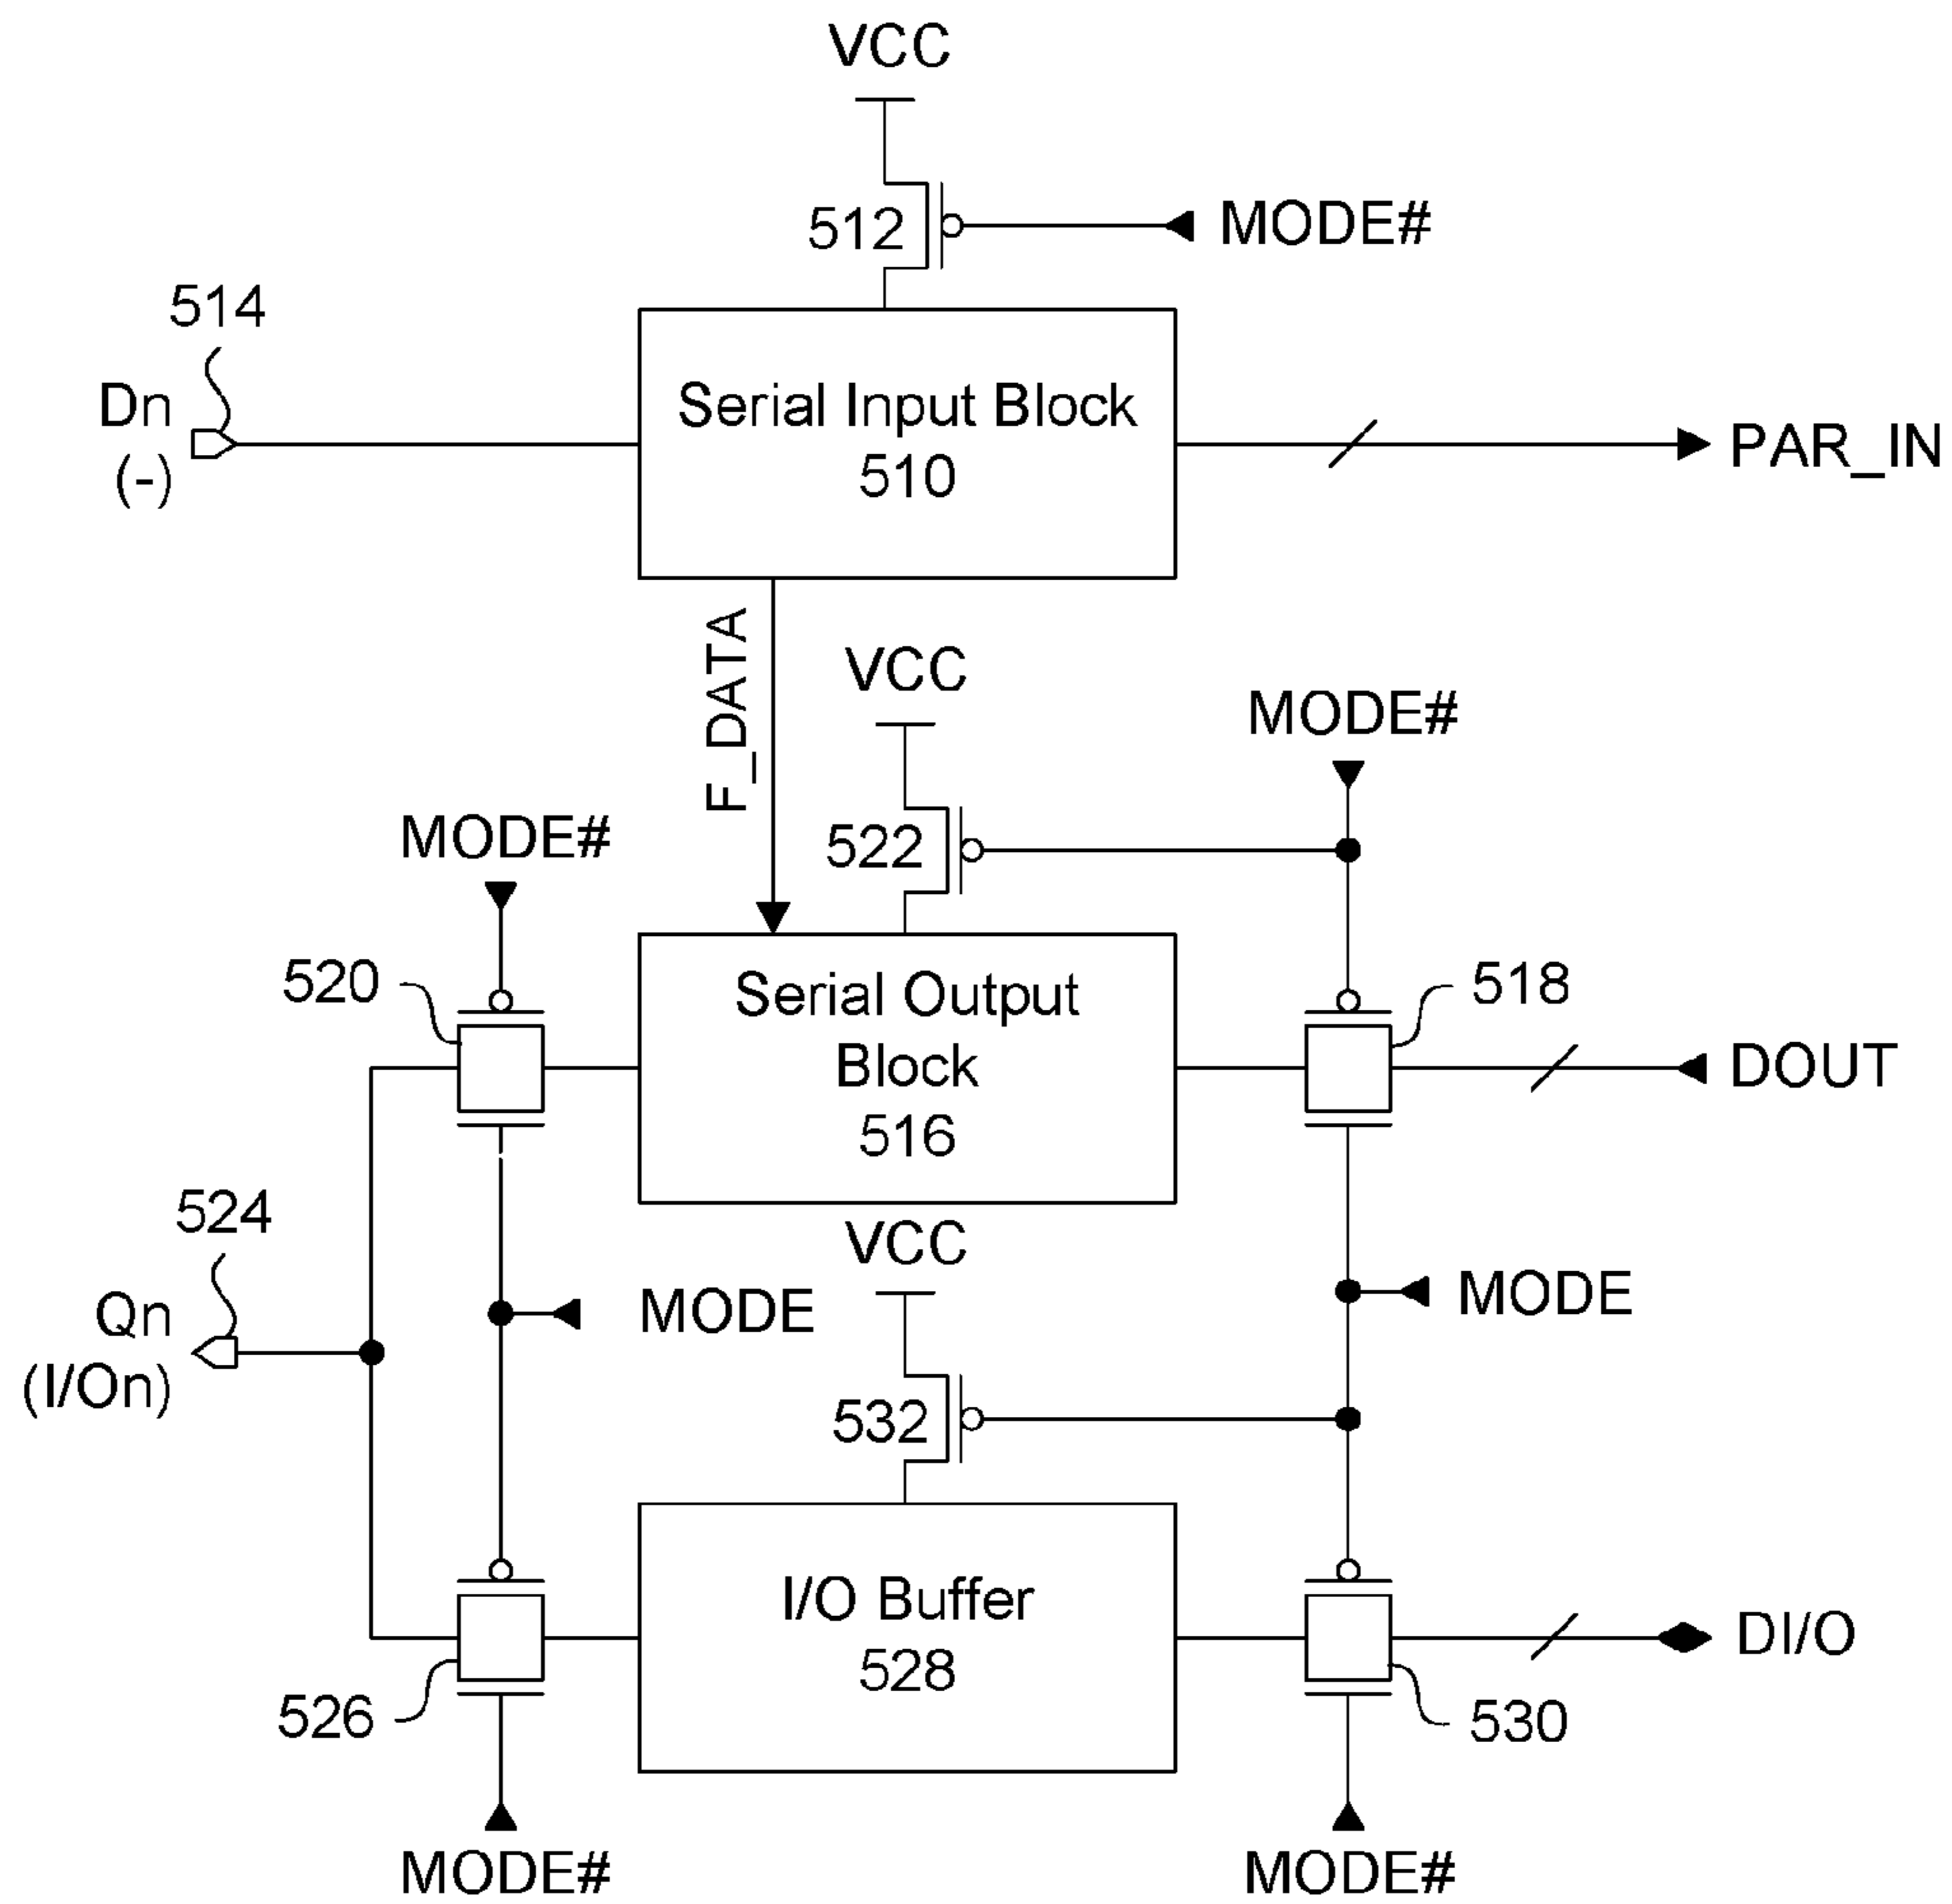 VCC
512
MODE#
514
Dn
(-)
Serial Input Block
510
PAR_IN
F_DATA
VCC
MODE#
522
MODE#
520
Serial Output
Block
516
518
DOUT
524
Qn
(I/On)
MODE
VCC
MODE
532
I/O Buffer
528
DI/O
526
530
MODE#
MODE#